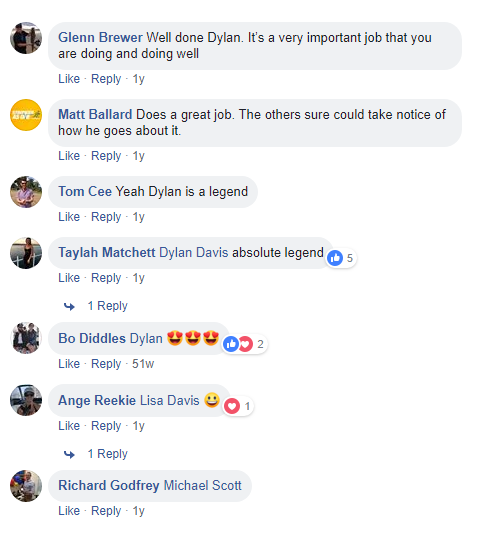 Glenn Brewer Well done Dylan. It's a very important job that you
are doing and doing well
Like · Reply · 1y
Matt Ballard Does a great job. The others sure could take notice of
how he goes about it.
Like · Reply · 1y
Tom Cee Yeah Dylan is a legend
Like · Reply · 1y
Taylah Matchett Dylan Davis absolute legend 5
Like · Reply · 1y
1 Reply
Bo Diddles Dylan 😍😍😍 2
Like · Reply · 51w
Ange Reekie Lisa Davis 😀 1
Like · Reply · 1y
1 Reply
Richard Godfrey Michael Scott
Like · Reply · 1y